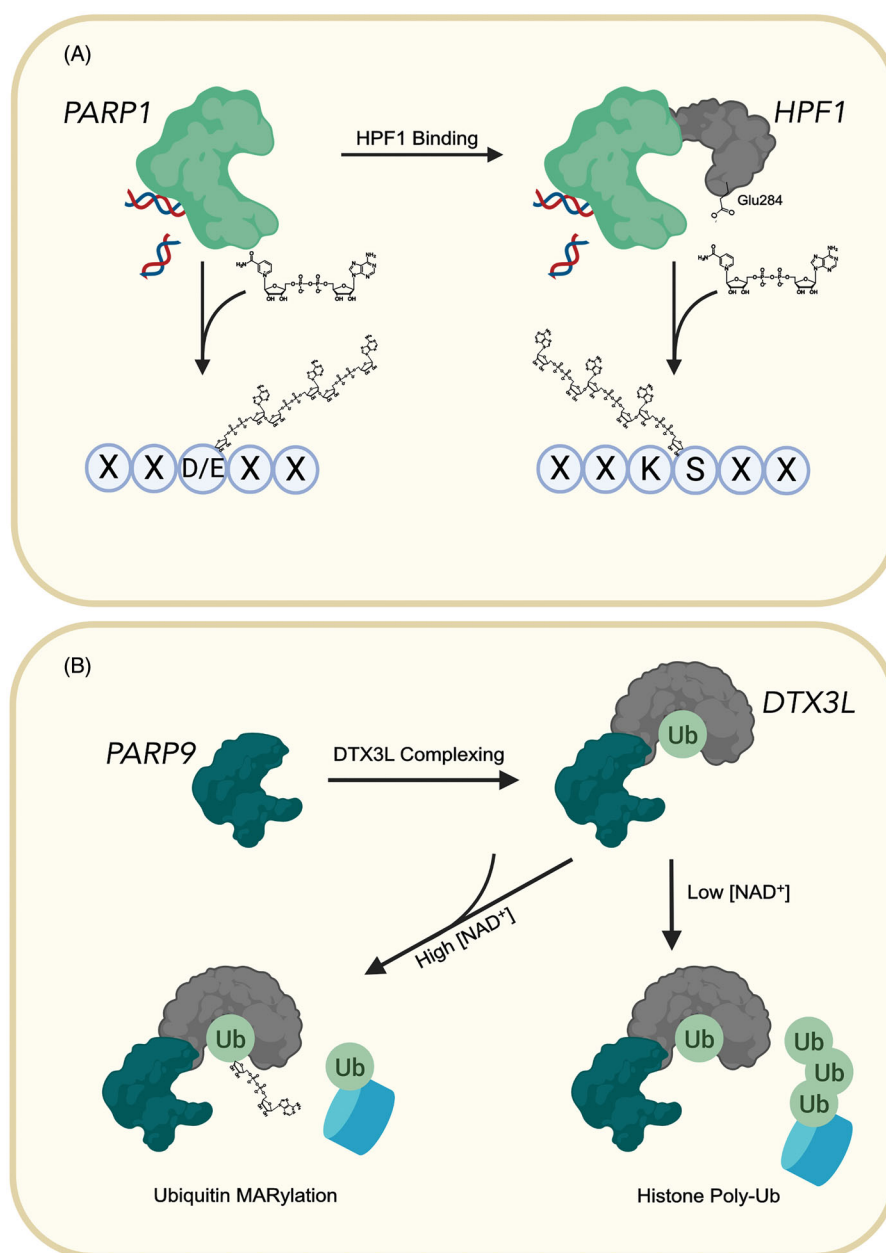 (A)
PARP1
HPF1 Binding
HPF1
Glu284
X X D/E X X
X X K S X X
(B)
PARP9
DTX3L Complexing
DTX3L
Ub
High [NAD⁺]
Low [NAD⁺]
Ub
Ub
Ub
Ub
Ub
Ub
Ubiquitin MARylation
Histone Poly-Ub